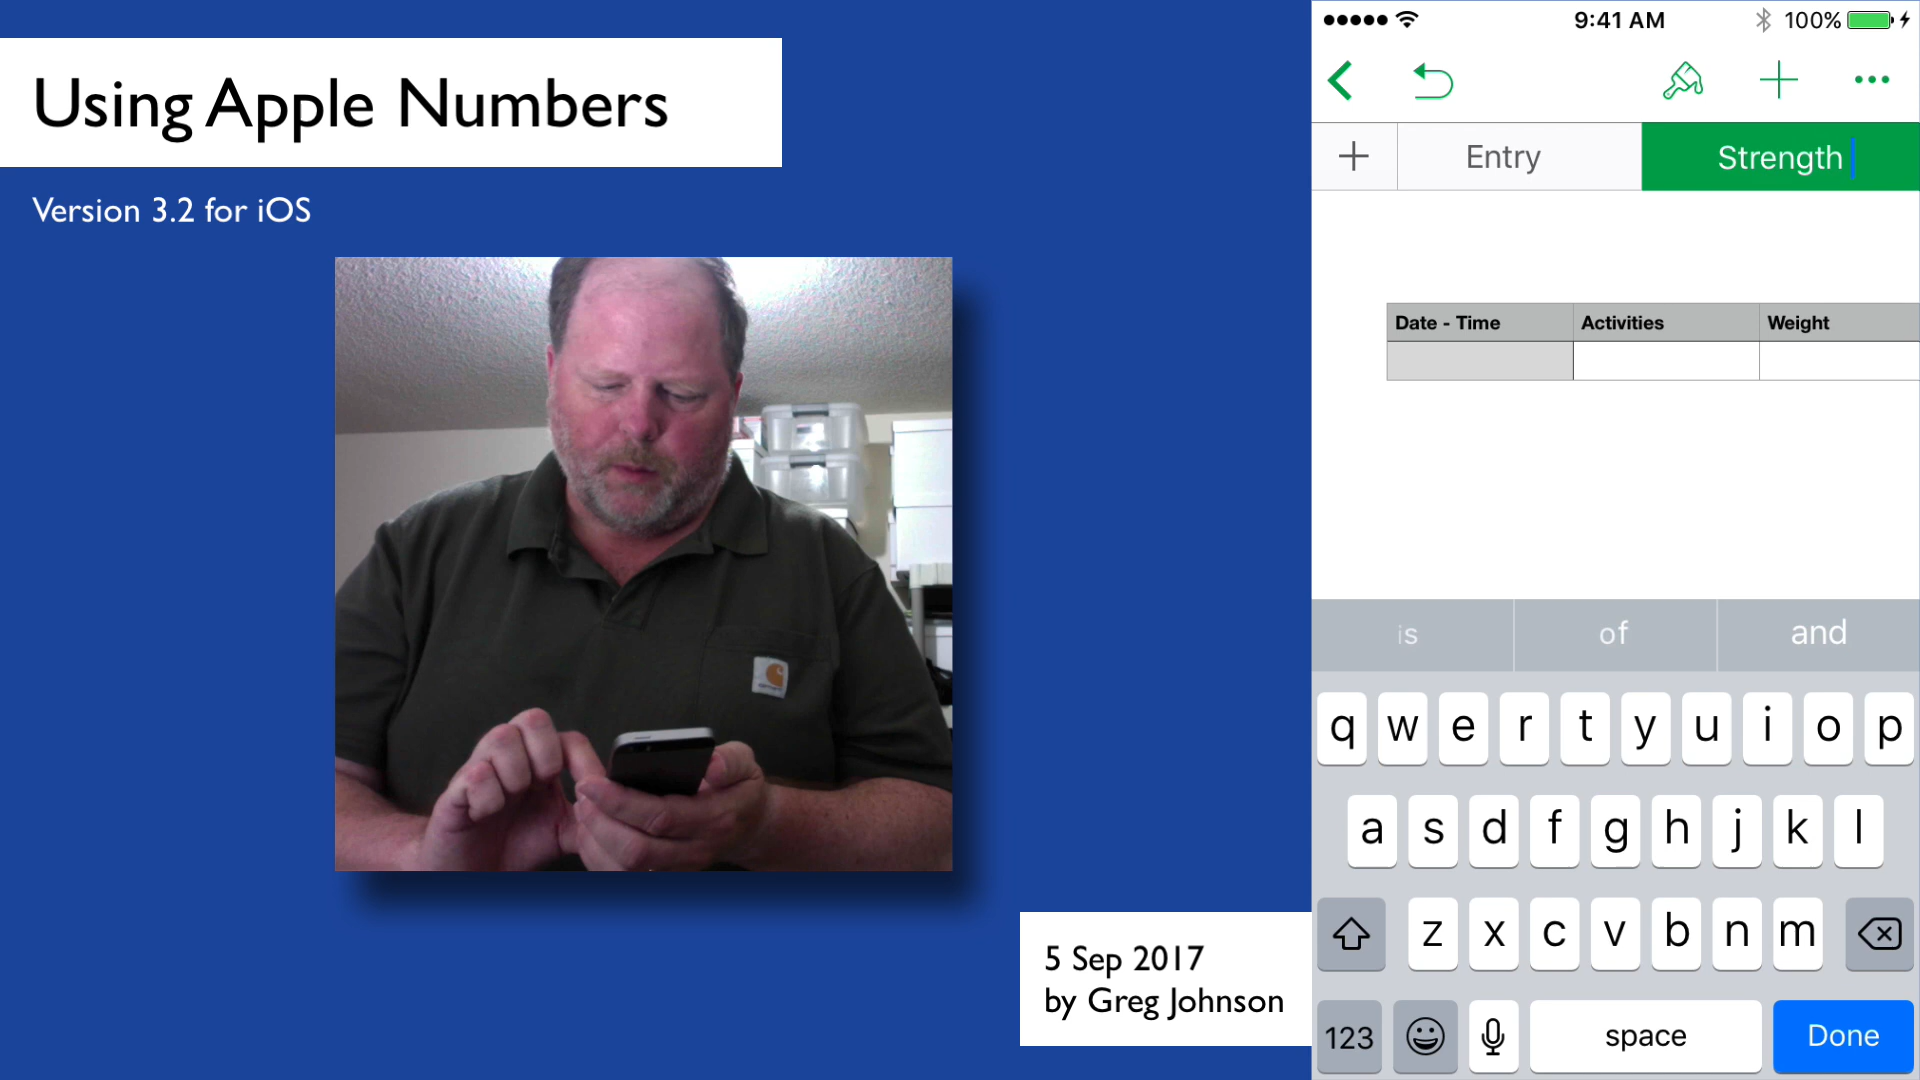 Using Apple Numbers
Version 3.2 for iOS
5 Sep 2017
by Greg Johnson
9:41 AM
100%
Entry
Strength
Date - Time
Activities
Weight
is
of
and
q w e r t y u i o p
a s d f g h j k l
z x c v b n m
123
space
Done